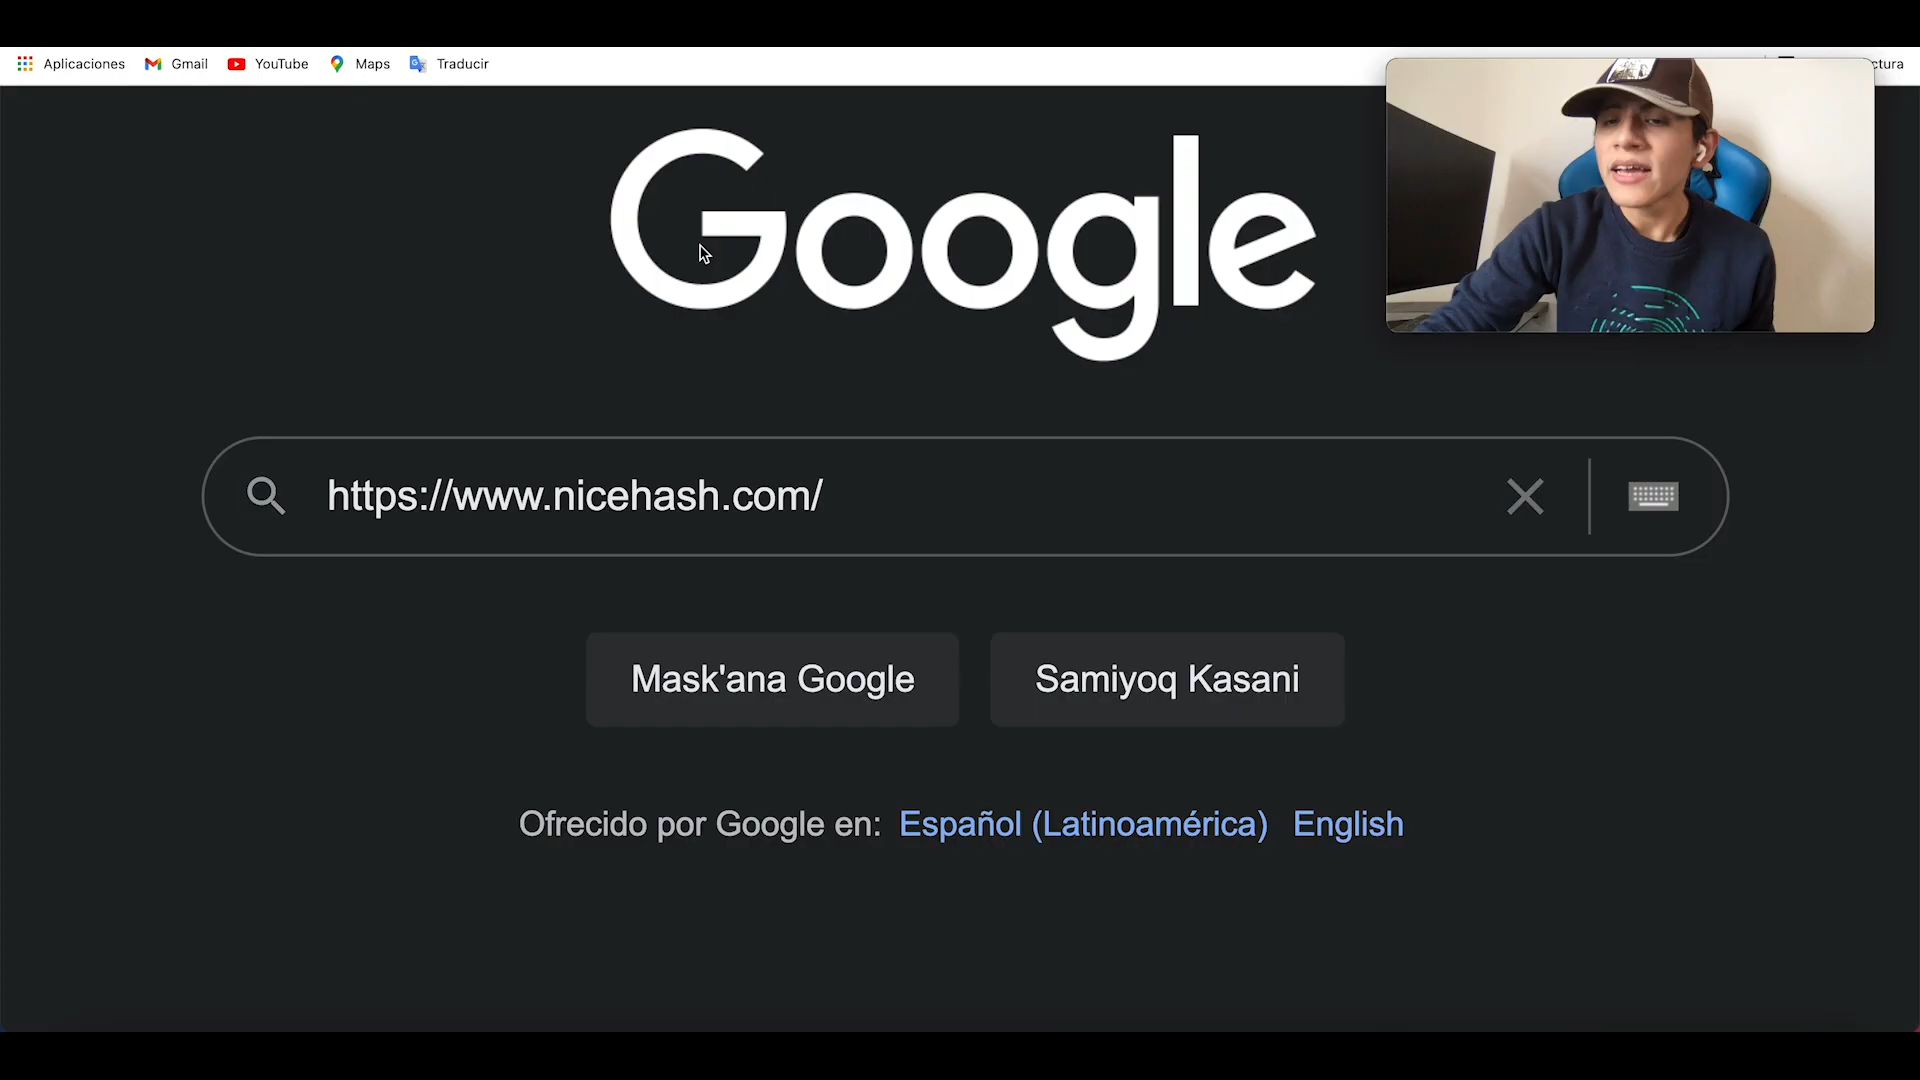 Aplicaciones Gmail YouTube Maps Traducir ctura
Google
https://www.nicehash.com/
Mask'ana Google Samiyoq Kasani
Ofrecido por Google en: Español (Latinoamérica) English